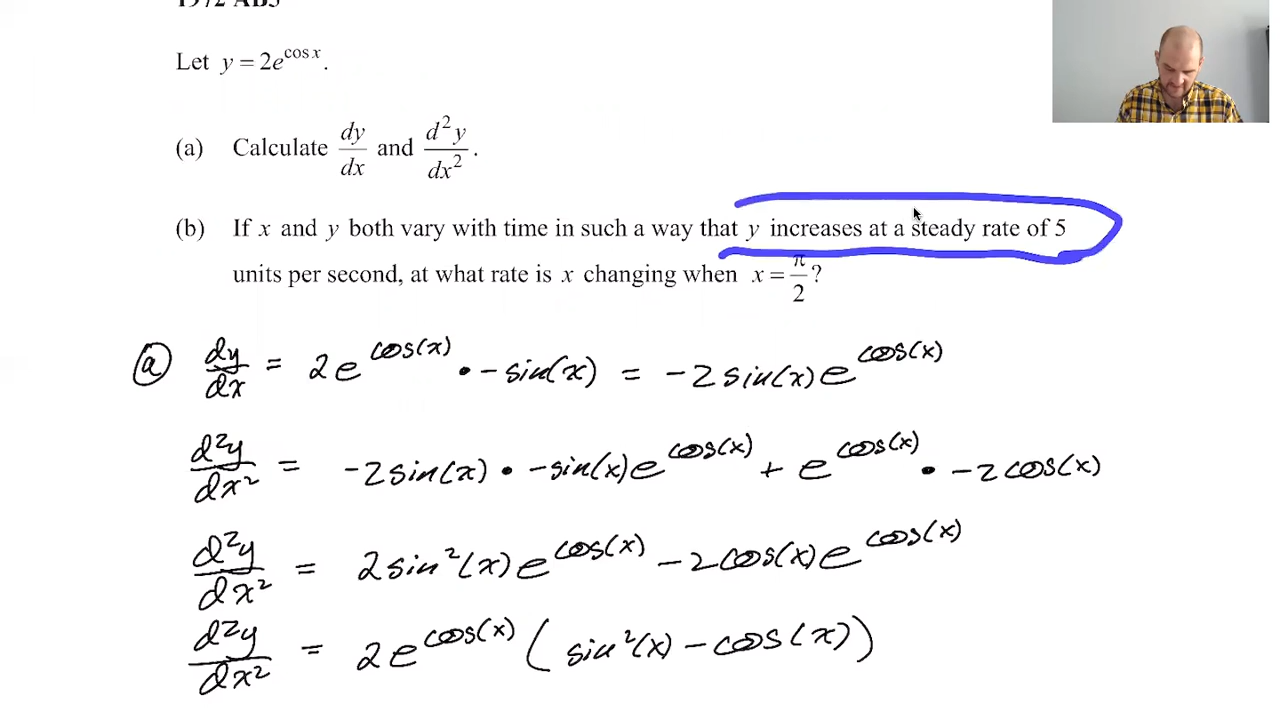 1972 AB5
Let y = 2e^{cos x}.
(a) Calculate dy/dx and d²y/dx².
(b) If x and y both vary with time in such a way that y increases at a steady rate of 5
units per second, at what rate is x changing when x = π/2?
ⓐ dy/dx = 2e^{cos(x)} • -sin(x) = -2sin(x)e^{cos(x)}
d²y/dx² = -2sin(x) • -sin(x)e^{cos(x)} + e^{cos(x)} • -2cos(x)
d²y/dx² = 2sin²(x)e^{cos(x)} - 2cos(x)e^{cos(x)}
d²y/dx² = 2e^{cos(x)} (sin²(x) - cos(x))